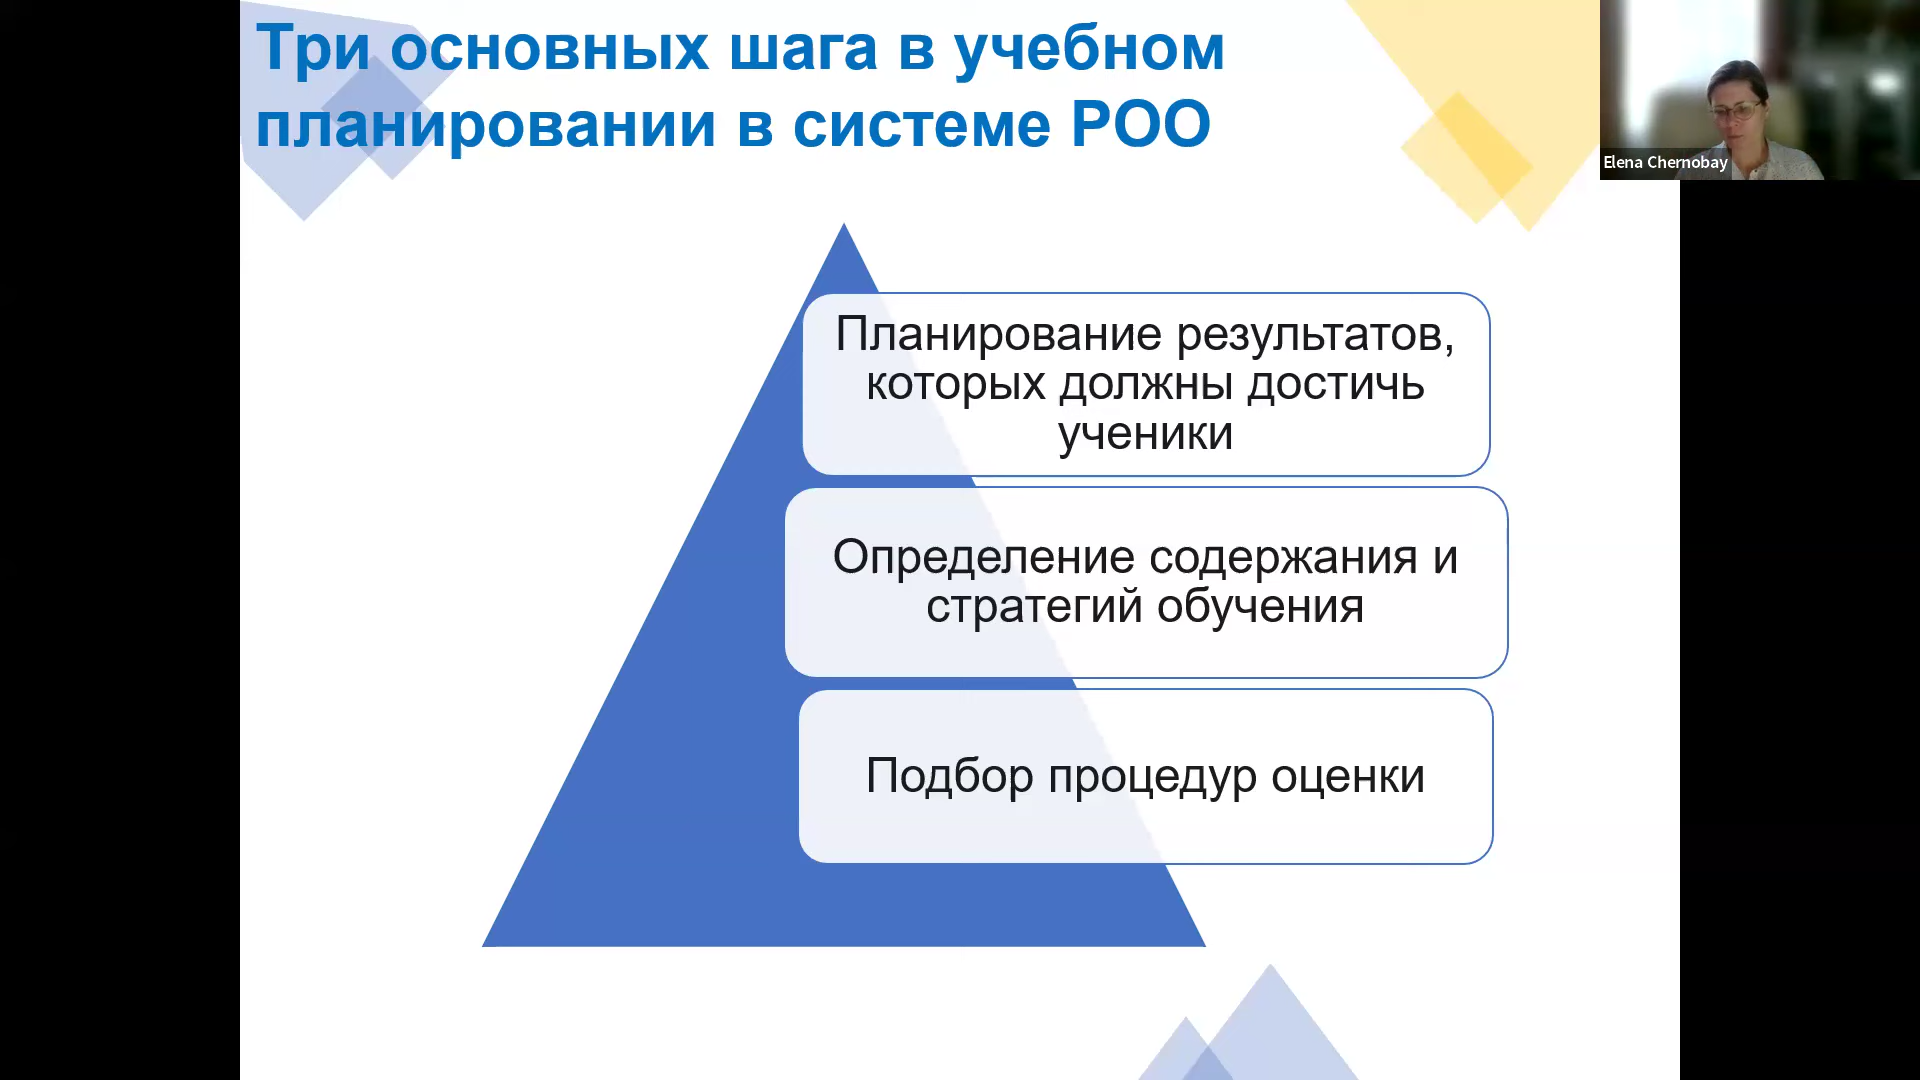 Три основных шага в учебном
планировании в системе РОО
Elena Chernobay
Планирование результатов,
которых должны достичь
ученики
Определение содержания и
стратегий обучения
Подбор процедур оценки